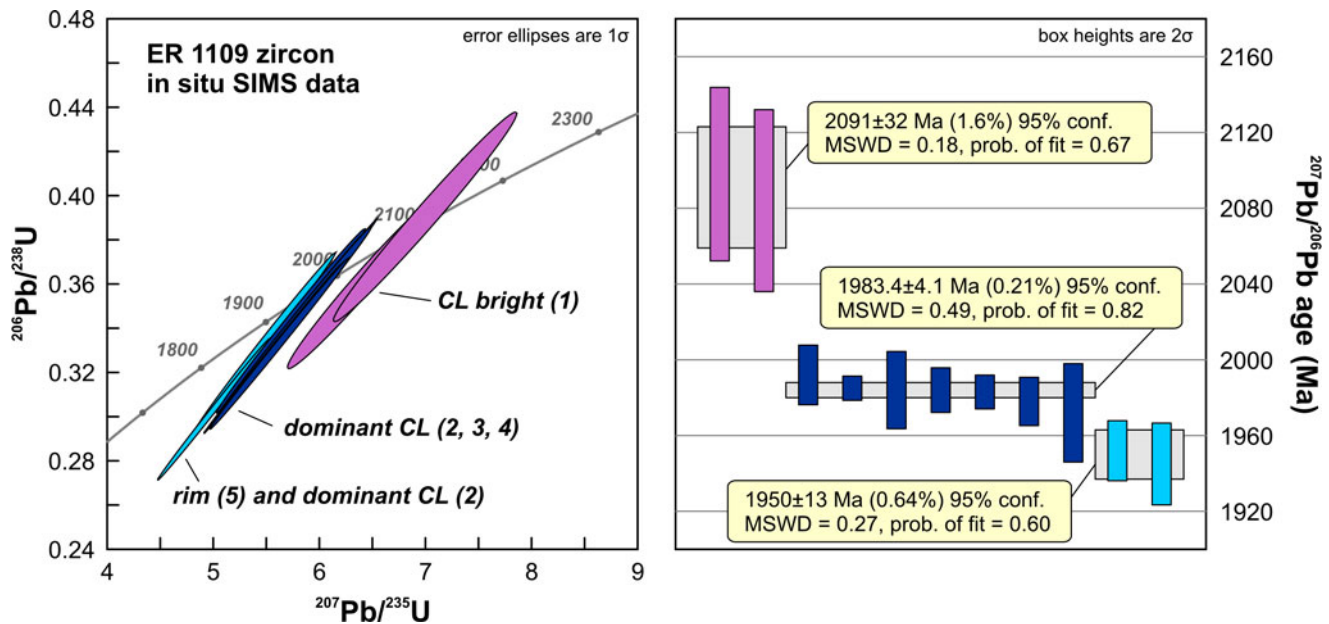 ER 1109 zircon
in situ SIMS data
error ellipses are 1σ
0.48
0.44
0.40
0.36
0.32
0.28
0.24
206Pb/238U
4
5
6
7
8
9
207Pb/235U
1800
1900
2000
2100
2300
CL bright (1)
dominant CL (2, 3, 4)
rim (5) and dominant CL (2)
box heights are 2σ
2091±32 Ma (1.6%) 95% conf.
MSWD = 0.18, prob. of fit = 0.67
1983.4±4.1 Ma (0.21%) 95% conf.
MSWD = 0.49, prob. of fit = 0.82
1950±13 Ma (0.64%) 95% conf.
MSWD = 0.27, prob. of fit = 0.60
2160
2120
2080
2040
2000
1960
1920
207Pb/206Pb age (Ma)